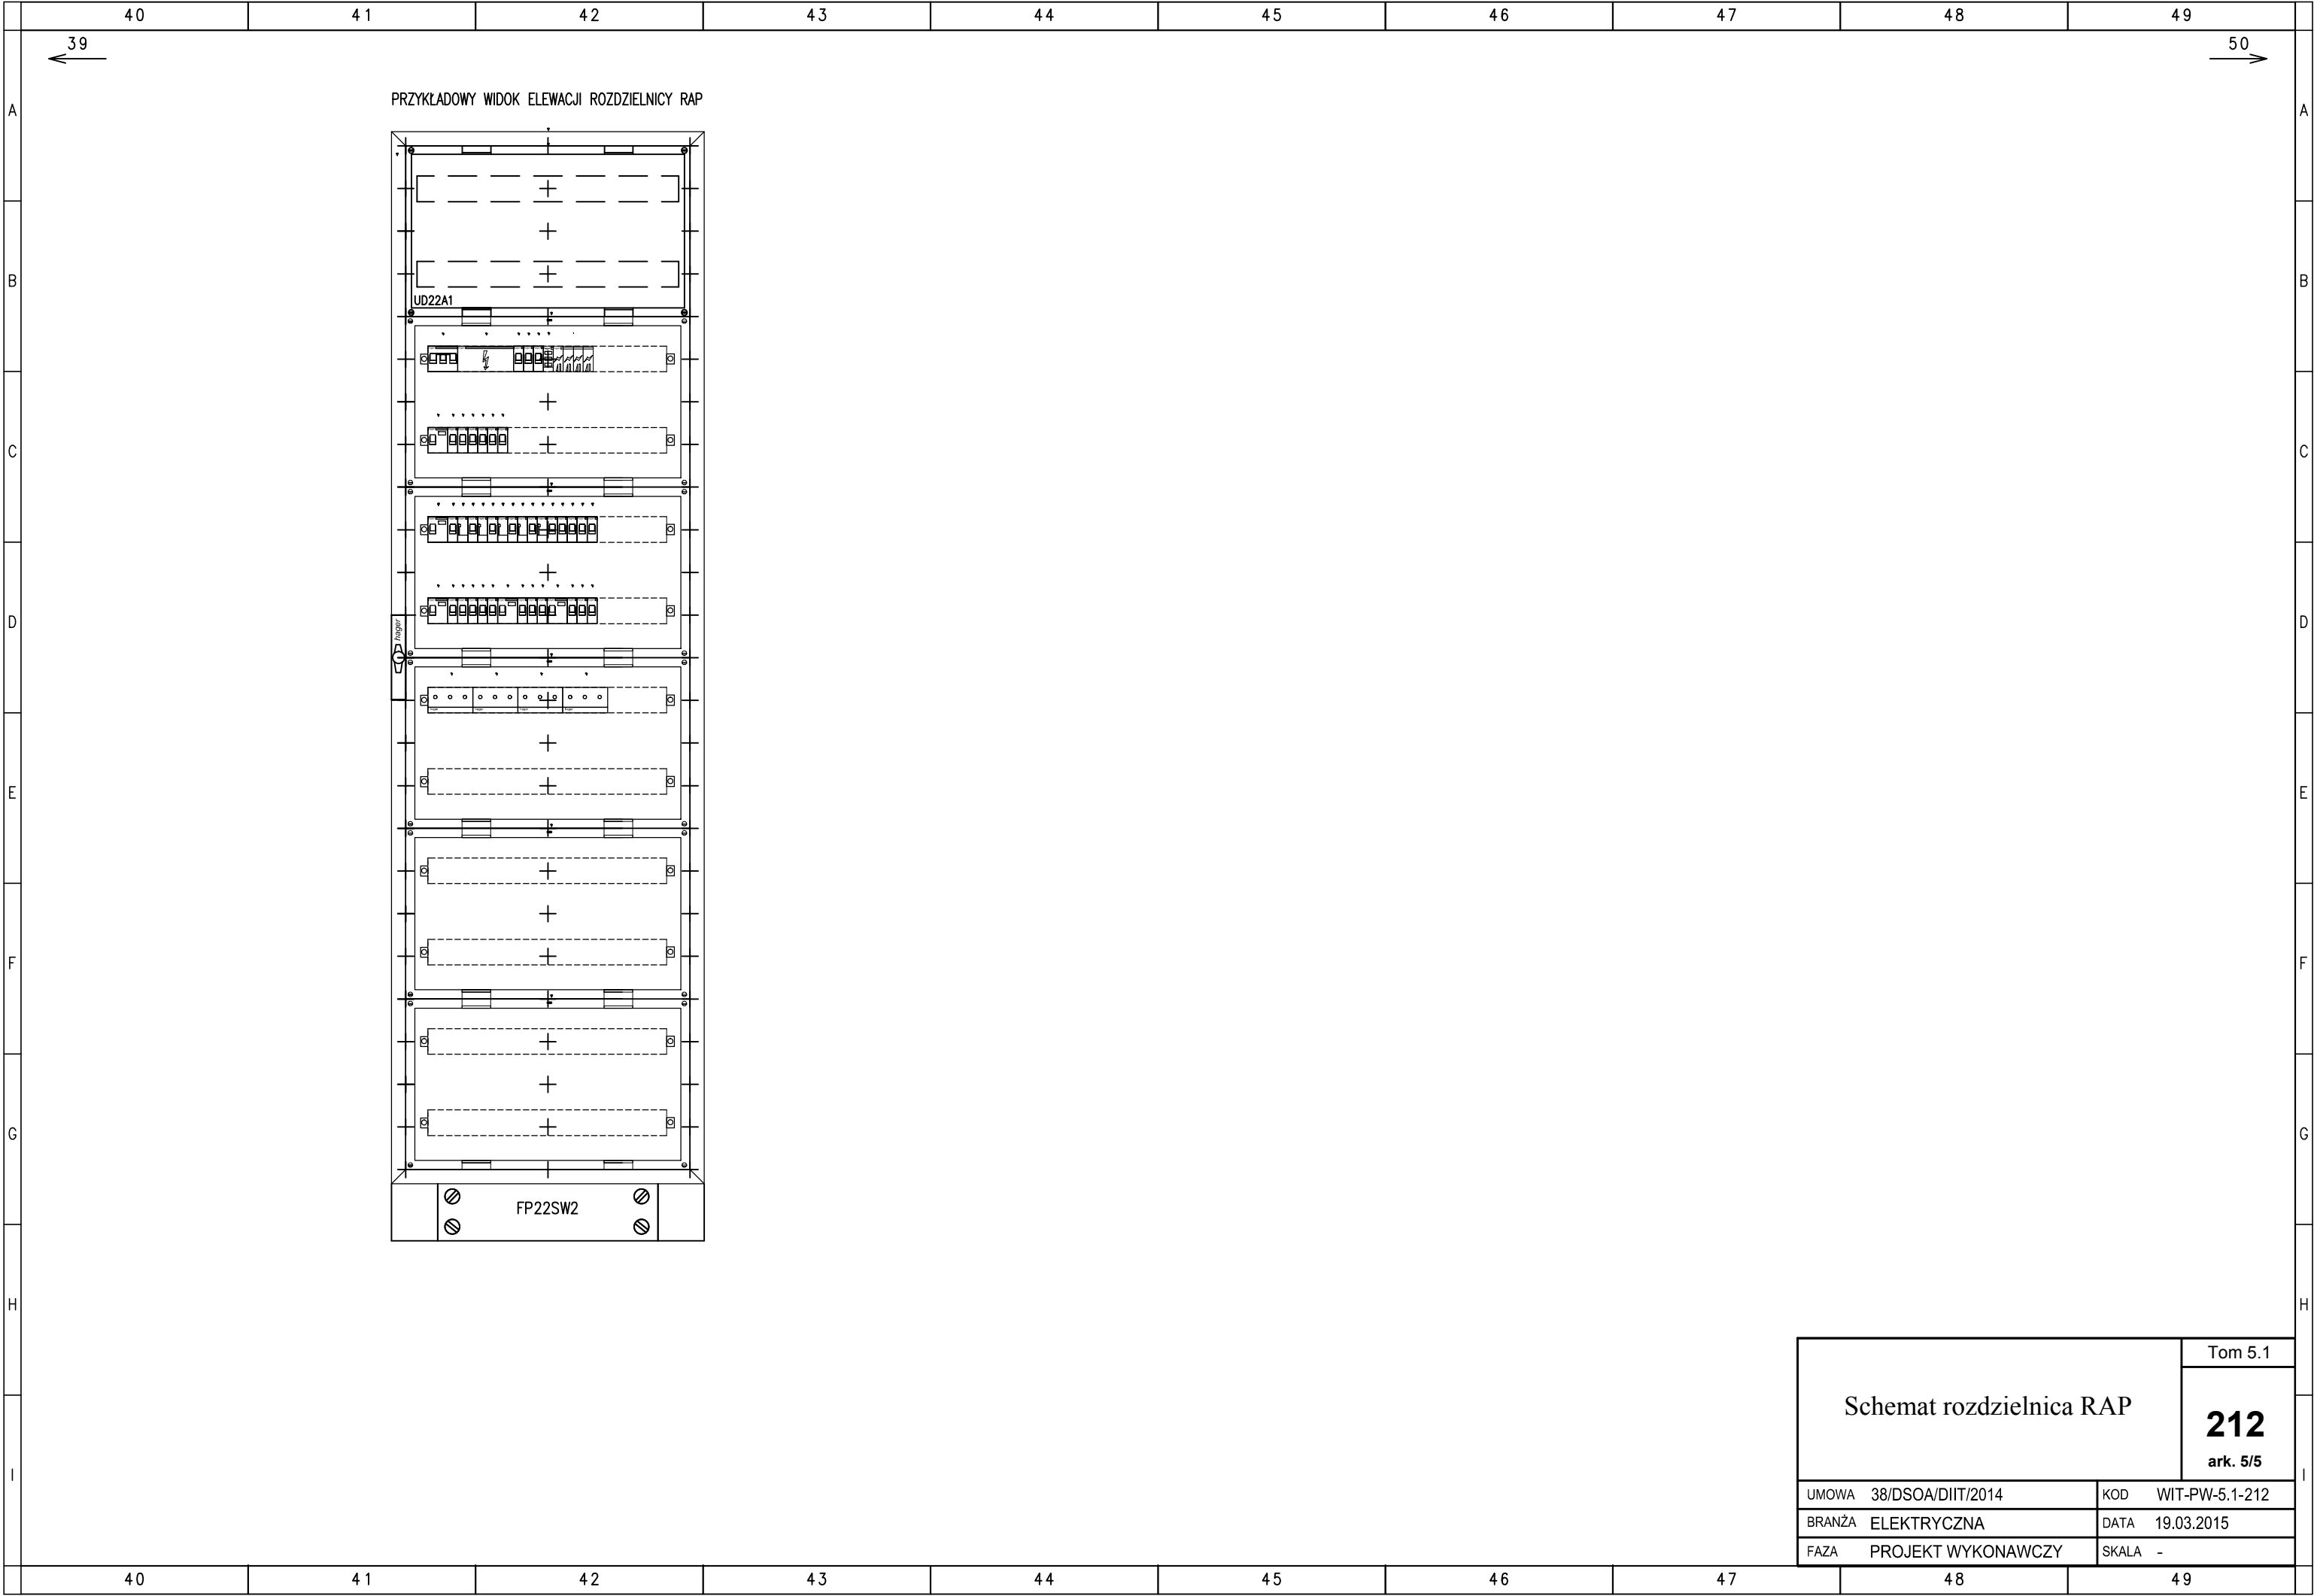 40 41 42 43 44 45 46 47 48 49
39 50
PRZYKŁADOWY WIDOK ELEWACJI ROZDZIELNICY RAP
A A
B B
UD22A1
C C
D D
hager
E E
F F
G G
FP22SW2
H H
Tom 5.1
Schemat rozdzielnica RAP
212
ark. 5/5
I I
UMOWA 38/DSOA/DIIT/2014 KOD WIT-PW-5.1-212
BRANŻA ELEKTRYCZNA DATA 19.03.2015
FAZA PROJEKT WYKONAWCZY SKALA -
40 41 42 43 44 45 46 47 48 49